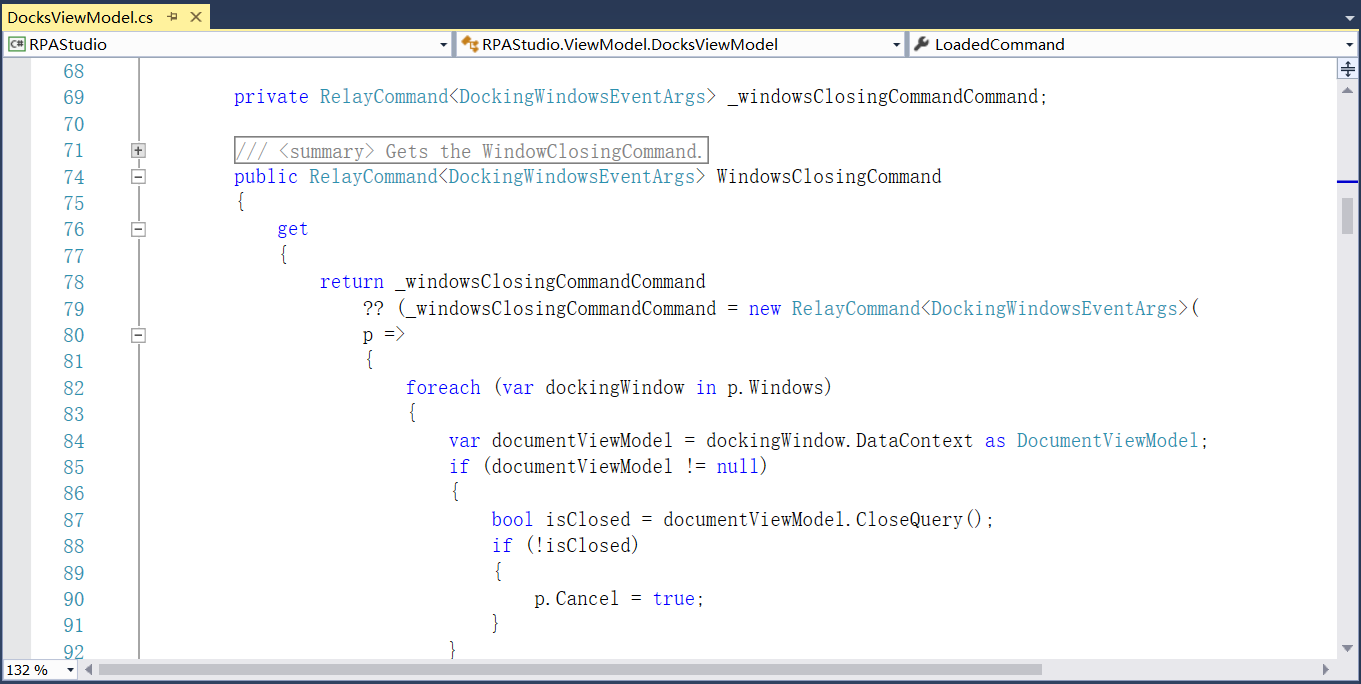 DocksViewModel.cs
C# RPAStudio
RPAStudio.ViewModel.DocksViewModel
LoadedCommand
68
69 private RelayCommand<DockingWindowsEventArgs> _windowsClosingCommandCommand;
70
71 /// <summary> Gets the WindowClosingCommand.
74 public RelayCommand<DockingWindowsEventArgs> WindowsClosingCommand
75 {
76 get
77 {
78 return _windowsClosingCommandCommand
79 ?? (_windowsClosingCommandCommand = new RelayCommand<DockingWindowsEventArgs>(
80 p =>
81 {
82 foreach (var dockingWindow in p.Windows)
83 {
84 var documentViewModel = dockingWindow.DataContext as DocumentViewModel;
85 if (documentViewModel != null)
86 {
87 bool isClosed = documentViewModel.CloseQuery();
88 if (!isClosed)
89 {
90 p.Cancel = true;
91 }
92 }
132 %